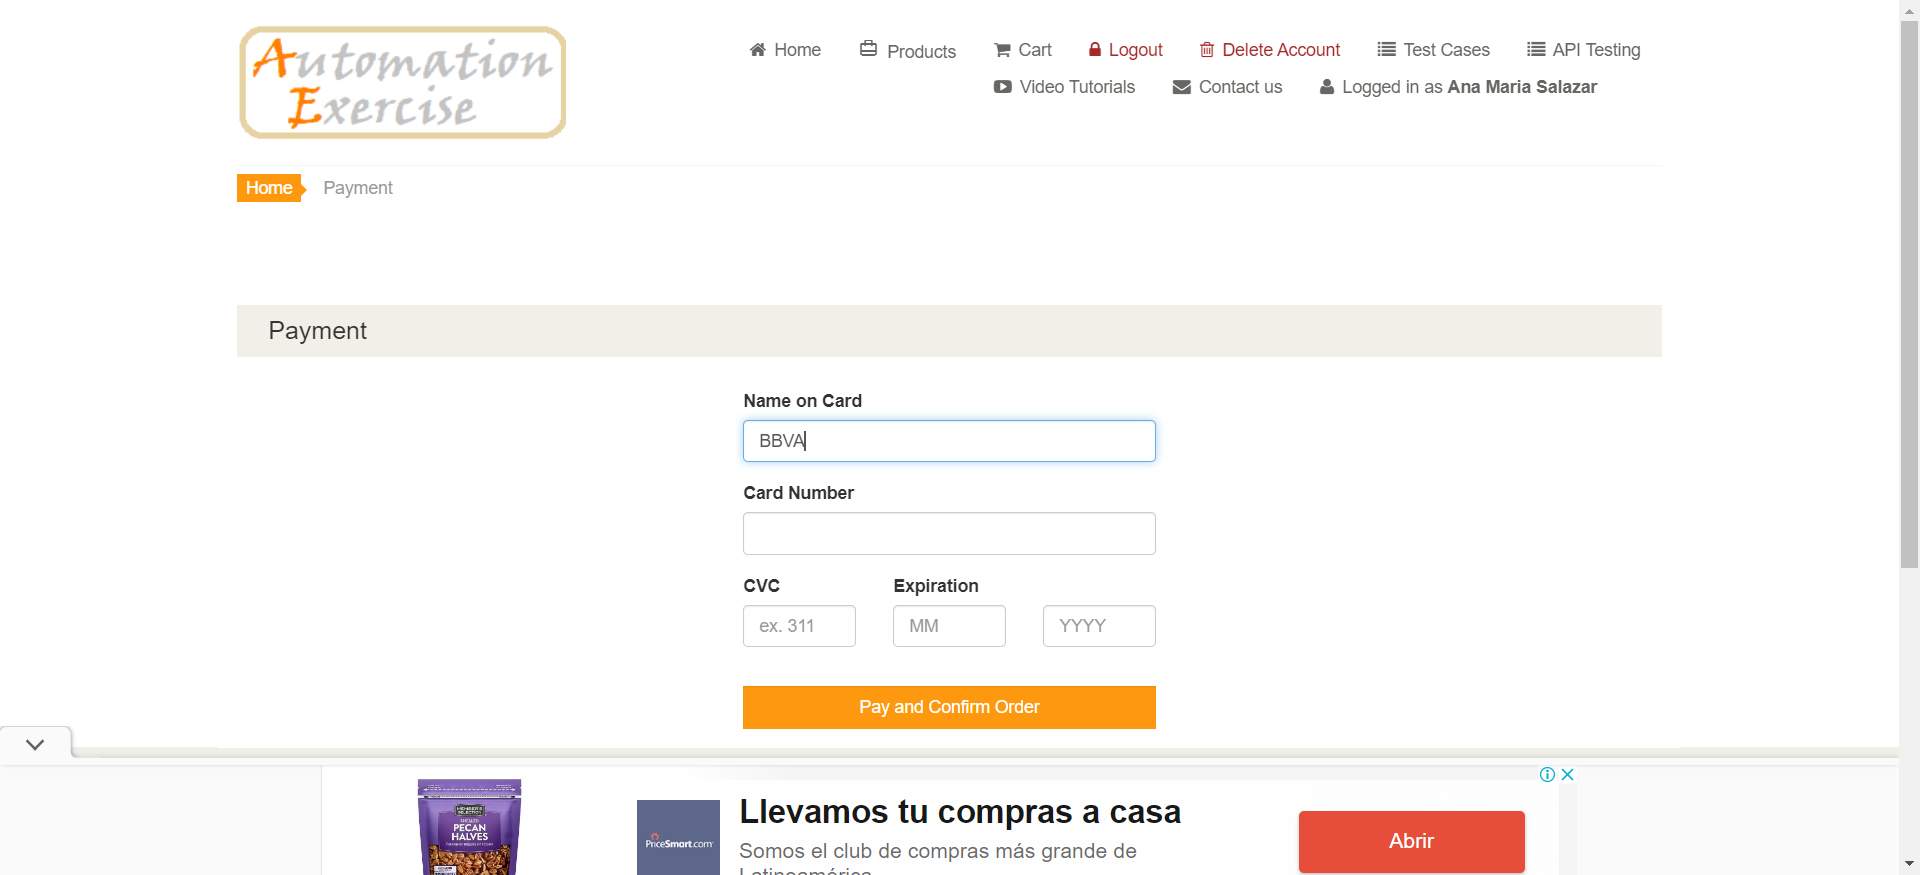 Automation
Exercise
Home Products Cart Logout Delete Account Test Cases API Testing
Video Tutorials Contact us Logged in as Ana Maria Salazar
Home Payment
Payment
Name on Card
BBVA
Card Number
CVC Expiration
ex. 311 MM YYYY
Pay and Confirm Order
MEMBER'S
SELECTION
PECAN
HALVES
PriceSmart.com
Llevamos tu compras a casa
Somos el club de compras más grande de
Latinoamérica
Abrir